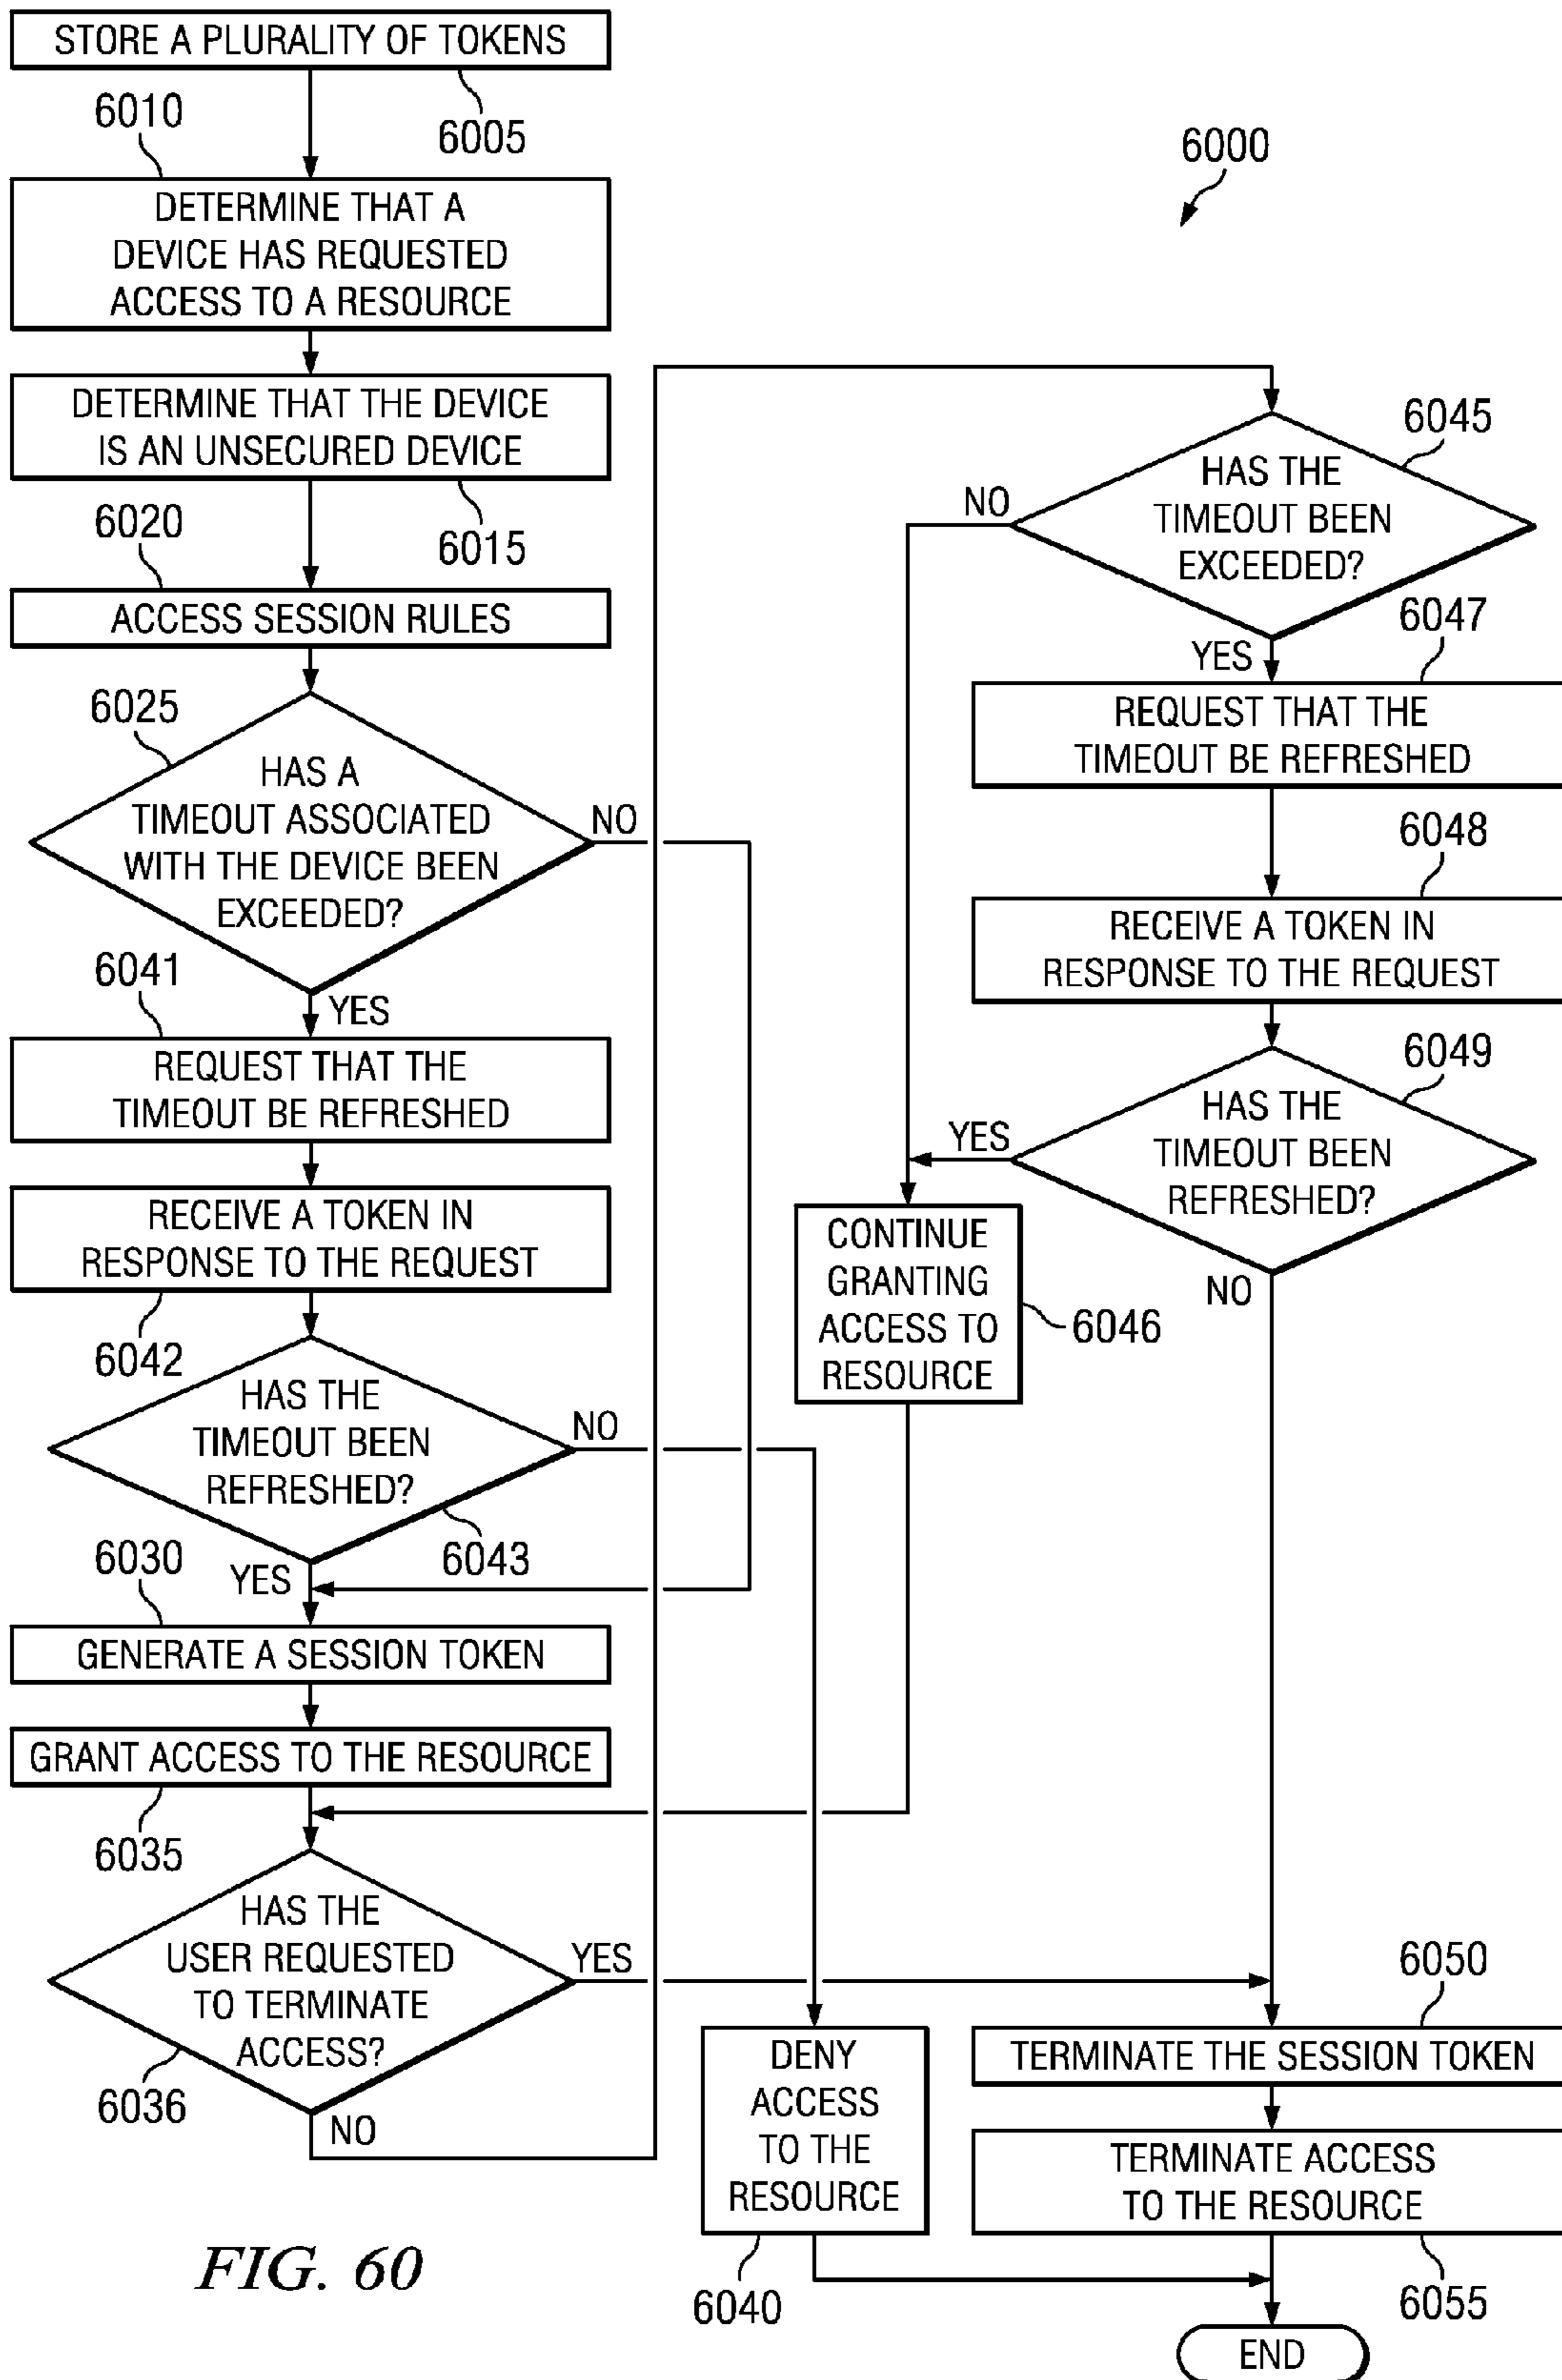 STORE A PLURALITY OF TOKENS
6005
6010
DETERMINE THAT A
DEVICE HAS REQUESTED
ACCESS TO A RESOURCE
DETERMINE THAT THE DEVICE
IS AN UNSECURED DEVICE
6015
6020
ACCESS SESSION RULES
6025
HAS A
TIMEOUT ASSOCIATED
WITH THE DEVICE BEEN
EXCEEDED?
NO
YES
6041
REQUEST THAT THE
TIMEOUT BE REFRESHED
RECEIVE A TOKEN IN
RESPONSE TO THE REQUEST
6042
HAS THE
TIMEOUT BEEN
REFRESHED?
NO
6043
YES
6030
GENERATE A SESSION TOKEN
GRANT ACCESS TO THE RESOURCE
6035
HAS THE
USER REQUESTED
TO TERMINATE
ACCESS?
YES
6036
NO
6000
6045
HAS THE
TIMEOUT BEEN
EXCEEDED?
NO
YES
6047
REQUEST THAT THE
TIMEOUT BE REFRESHED
6048
RECEIVE A TOKEN IN
RESPONSE TO THE REQUEST
6049
HAS THE
TIMEOUT BEEN
REFRESHED?
YES
NO
CONTINUE
GRANTING
ACCESS TO
RESOURCE
6046
DENY
ACCESS
TO THE
RESOURCE
6040
6050
TERMINATE THE SESSION TOKEN
TERMINATE ACCESS
TO THE RESOURCE
6055
END
FIG. 60